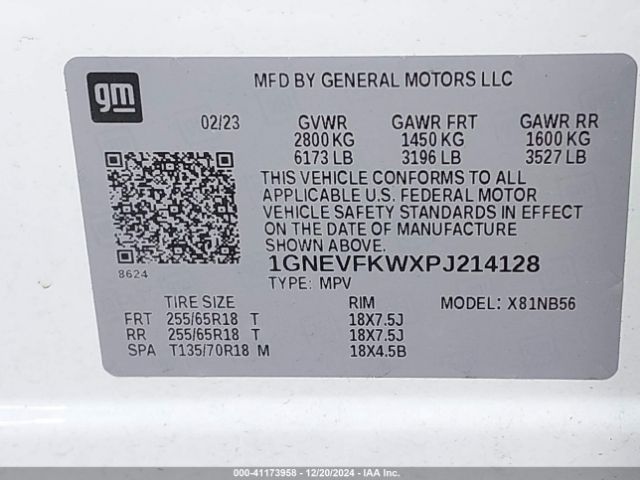 gm
MFD BY GENERAL MOTORS LLC
02/23 GVWR GAWR FRT GAWR RR
2800 KG 1450 KG 1600 KG
6173 LB 3196 LB 3527 LB
THIS VEHICLE CONFORMS TO ALL
APPLICABLE U.S. FEDERAL MOTOR
VEHICLE SAFETY STANDARDS IN EFFECT
ON THE DATE OF MANUFACTURE
SHOWN ABOVE.
8624
1GNEVFKWXPJ214128
TYPE: MPV
TIRE SIZE RIM MODEL: X81NB56
FRT 255/65R18 T 18X7.5J
RR 255/65R18 T 18X7.5J
SPA T135/70R18 M 18X4.5B
000-41173958 - 12/20/2024 - IAAI.COM